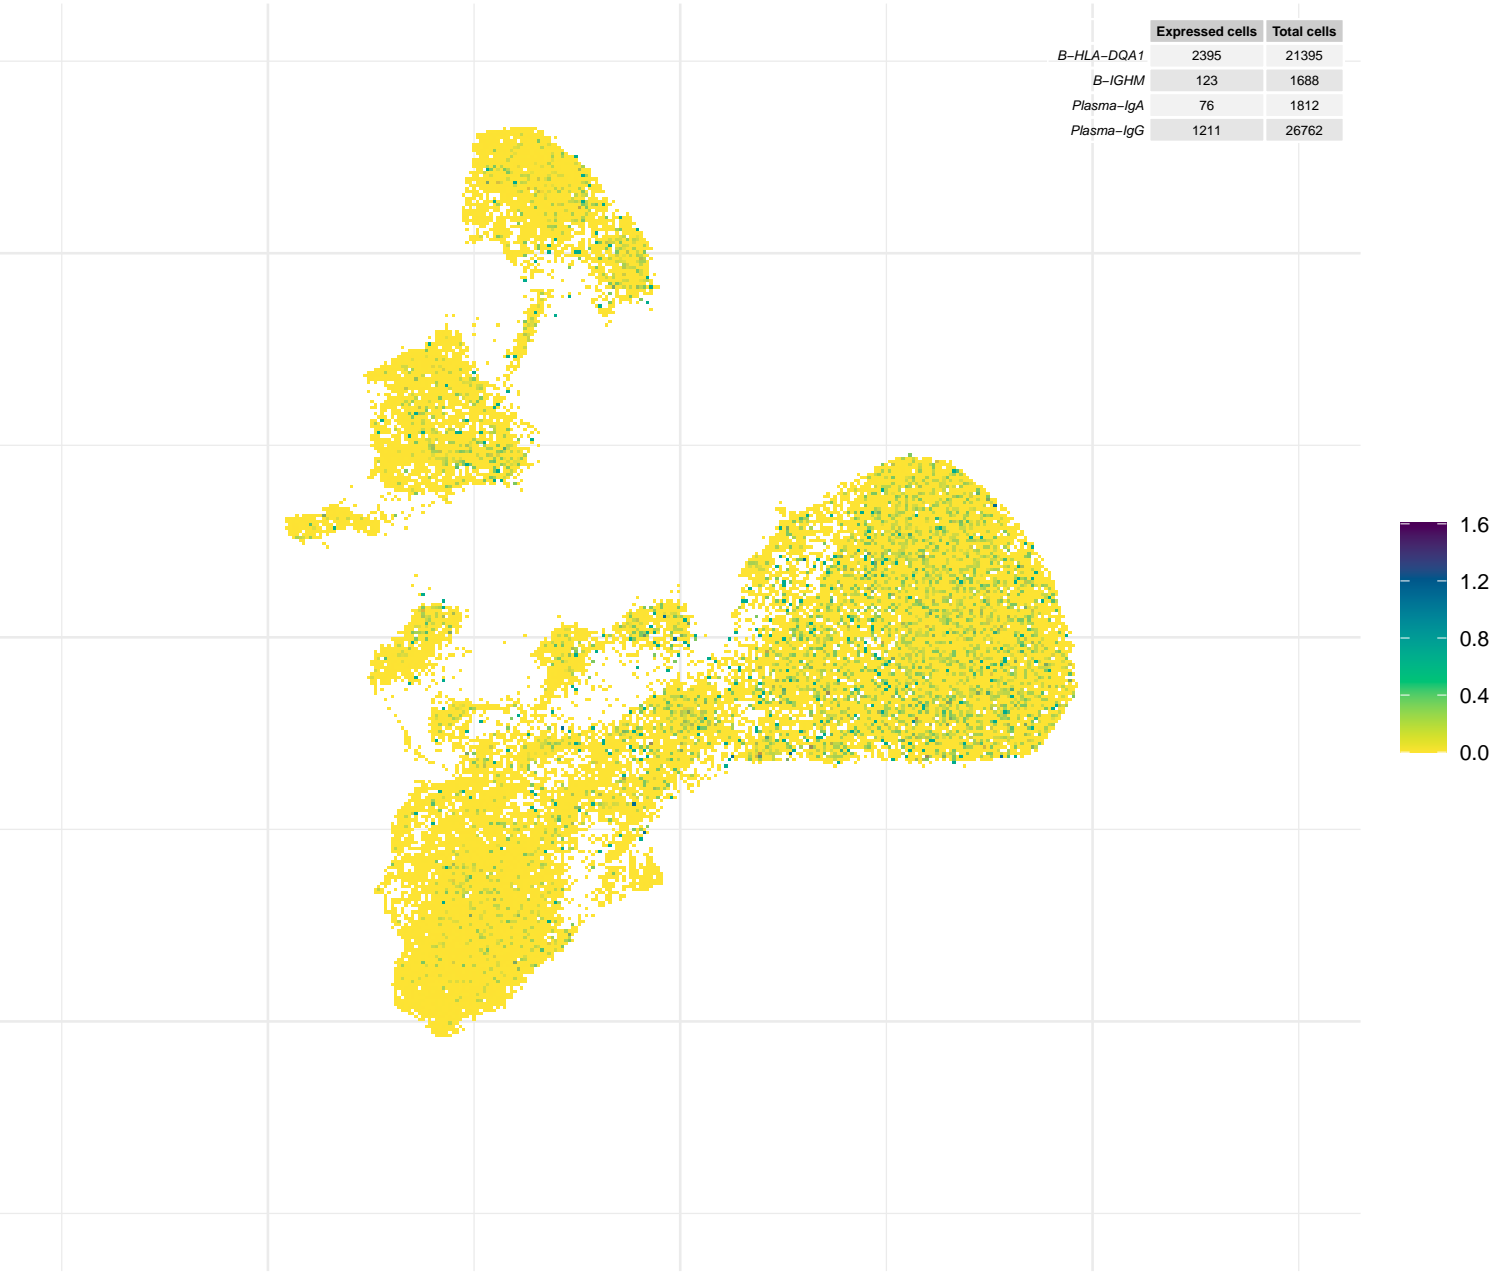 Expressed cells Total cells
B−HLA−DQA1 2395 21395
B−IGHM 123 1688
Plasma−IgA 76 1812
Plasma−IgG 1211 26762
1.6
1.2
0.8
0.4
0.0